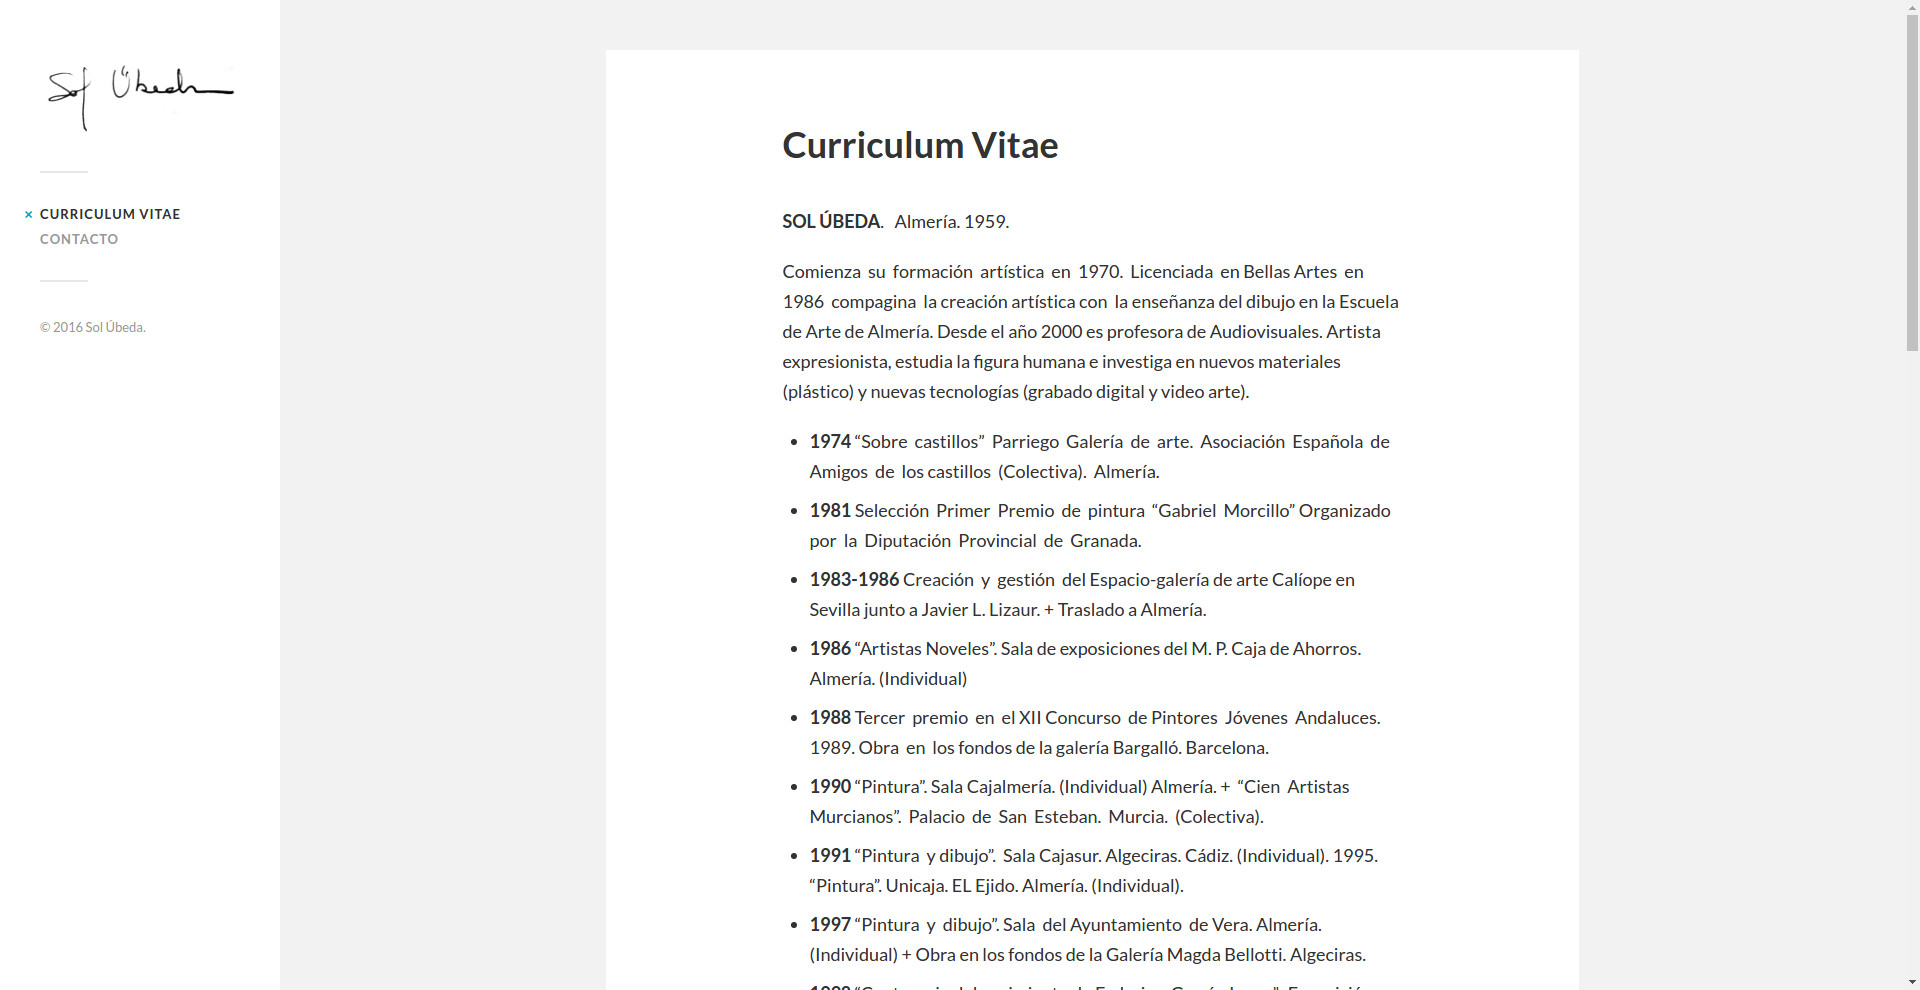 Sol Übeda
CURRICULUM VITAE
CONTACTO
© 2016 Sol Úbeda.
Curriculum Vitae
SOL ÚBEDA. Almería. 1959.
Comienza su formación artística en 1970. Licenciada en Bellas Artes en
1986 compagina la creación artística con la enseñanza del dibujo en la Escuela
de Arte de Almería. Desde el año 2000 es profesora de Audiovisuales. Artista
expresionista, estudia la figura humana e investiga en nuevos materiales
(plástico) y nuevas tecnologías (grabado digital y video arte).
1974 “Sobre castillos” Parriego Galería de arte. Asociación Española de
Amigos de los castillos (Colectiva). Almería.
1981 Selección Primer Premio de pintura “Gabriel Morcillo” Organizado
por la Diputación Provincial de Granada.
1983-1986 Creación y gestión del Espacio-galería de arte Calíope en
Sevilla junto a Javier L. Lizaur. + Traslado a Almería.
1986 “Artistas Noveles”. Sala de exposiciones del M. P. Caja de Ahorros.
Almería. (Individual)
1988 Tercer premio en el XII Concurso de Pintores Jóvenes Andaluces.
1989. Obra en los fondos de la galería Bargalló. Barcelona.
1990 “Pintura”. Sala Cajalmería. (Individual) Almería. + “Cien Artistas
Murcianos”. Palacio de San Esteban. Murcia. (Colectiva).
1991 “Pintura y dibujo”. Sala Cajasur. Algeciras. Cádiz. (Individual). 1995.
“Pintura”. Unicaja. EL Ejido. Almería. (Individual).
1997 “Pintura y dibujo”. Sala del Ayuntamiento de Vera. Almería.
(Individual) + Obra en los fondos de la Galería Magda Bellotti. Algeciras.